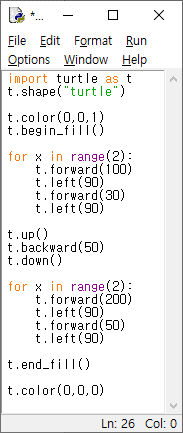 *...
File Edit Format Run
Options Window Help
import turtle as t
t.shape("turtle")

t.color(0,0,1)
t.begin_fill()

for x in range(2):
    t.forward(100)
    t.left(90)
    t.forward(30)
    t.left(90)

t.up()
t.backward(50)
t.down()

for x in range(2):
    t.forward(200)
    t.left(90)
    t.forward(50)
    t.left(90)

t.end_fill()

t.color(0,0,0)
Ln: 26 Col: 0